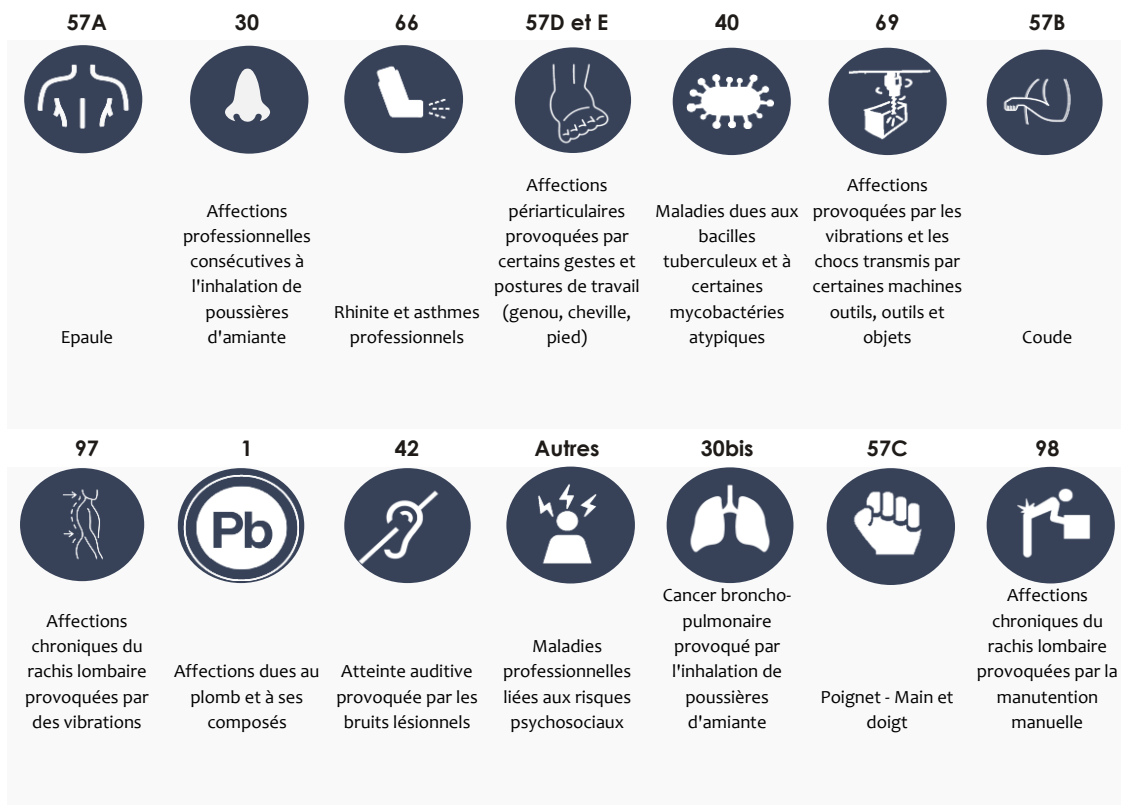 57A
30
66
57D et E
40
69
57B
Epaule
Affections
professionnelles
consécutives à
l'inhalation de
poussières
d'amiante
Rhinite et asthmes
professionnels
Affections
périarticulaires
provoquées par
certains gestes et
postures de travail
(genou, cheville,
pied)
Maladies dues aux
bacilles
tuberculeux et à
certaines
mycobactéries
atypiques
Affections
provoquées par les
vibrations et les
chocs transmis par
certaines machines
outils, outils et
objets
Coude
97
1
42
Autres
30bis
57C
98
Pb
Affections
chroniques du
rachis lombaire
provoquées par
des vibrations
Affections dues au
plomb et à ses
composés
Atteinte auditive
provoquée par les
bruits lésionnels
Maladies
professionnelles
liées aux risques
psychosociaux
Cancer broncho-
pulmonaire
provoqué par
l'inhalation de
poussières
d'amiante
Poignet - Main et
doigt
Affections
chroniques du
rachis lombaire
provoquées par la
manutention
manuelle